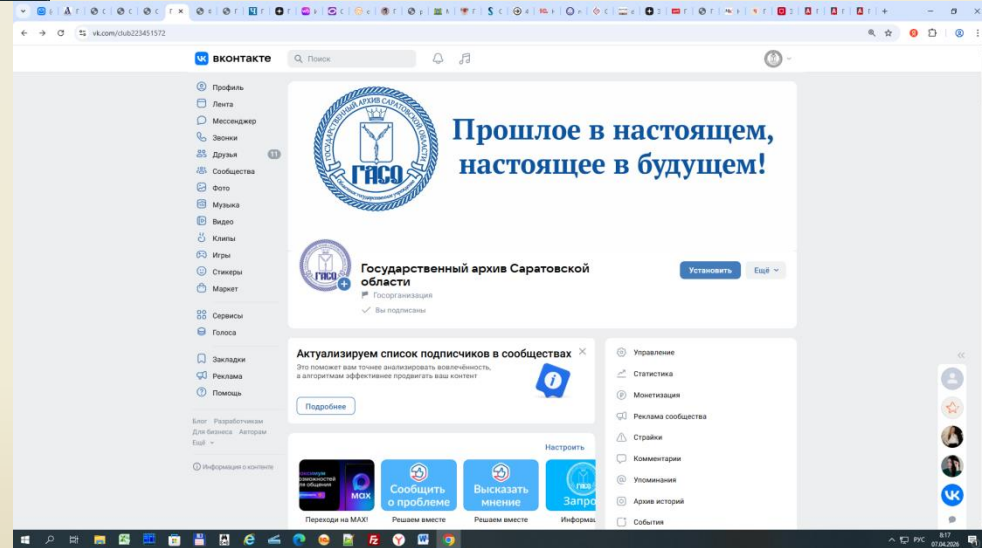 vk.com/club223451572
вконтакте
Поиск
Профиль
Лента
Мессенджер
Звонки
Друзья 11
Сообщества
Фото
Музыка
Видео
Клипы
Игры
Стикеры
Маркет
Сервисы
Голоса
Закладки
Реклама
Помощь
Блог Разработчикам
Для бизнеса Авторам
Ещё
Информация о контенте
ГОСУДАРСТВЕННЫЙ АРХИВ САРАТОВСКОЙ ОБЛАСТИ
ГАСО
Прошлое в настоящем,
настоящее в будущем!
ГАСО
Государственный архив Саратовской
области
Госорганизация
Вы подписаны
Установить
Ещё
Актуализируем список подписчиков в сообществах
Это поможет вам точнее анализировать вовлечённость,
а алгоритмам эффективнее продвигать ваш контент
Подробнее
Настроить
MAX
Сообщить
о проблеме
Высказать
мнение
Запро
Переходи на MAX!
Решаем вместе
Решаем вместе
Информац
Управление
Статистика
Монетизация
Реклама сообщества
Страйки
Комментарии
Упоминания
Архив историй
События
РУС
8:17
07.04.2026